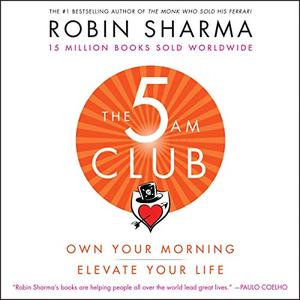 THE #1 BESTSELLING AUTHOR OF THE MONK WHO SOLD HIS FERRARI
ROBIN SHARMA
15 MILLION BOOKS SOLD WORLDWIDE
THE 5 AM
CLUB
OWN YOUR MORNING
ELEVATE YOUR LIFE
"Robin Sharma's books are helping people all over the world lead great lives." —PAULO COELHO